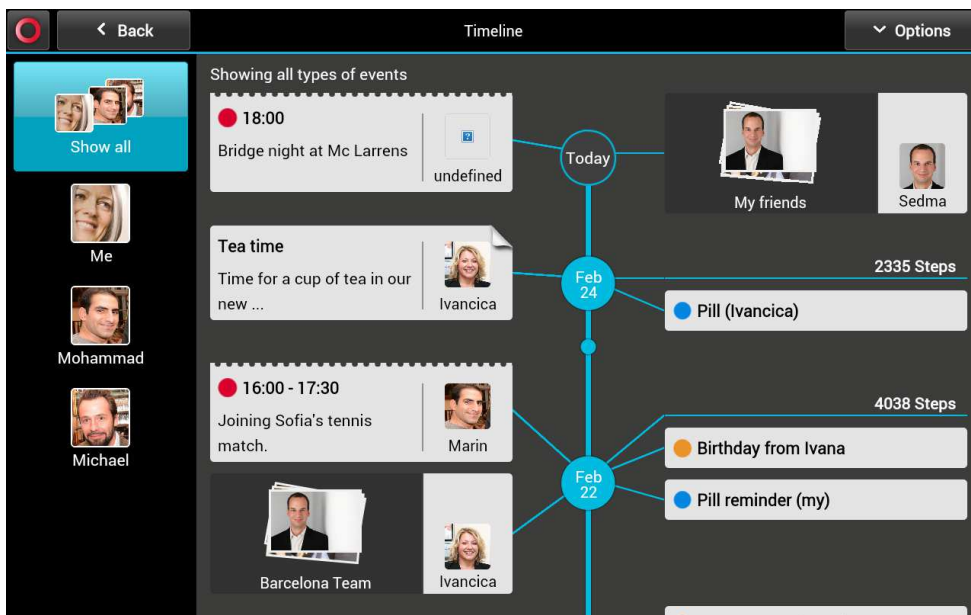 Back
Timeline
Options
Show all
Me
Mohammad
Michael
Showing all types of events
18:00
Bridge night at Mc Larrens
undefined
Today
My friends
Sedma
Tea time
Time for a cup of tea in our
new ...
Ivancica
Feb
24
2335 Steps
Pill (Ivancica)
16:00 - 17:30
Joining Sofia's tennis
match.
Marin
4038 Steps
Birthday from Ivana
Feb
22
Pill reminder (my)
Barcelona Team
Ivancica